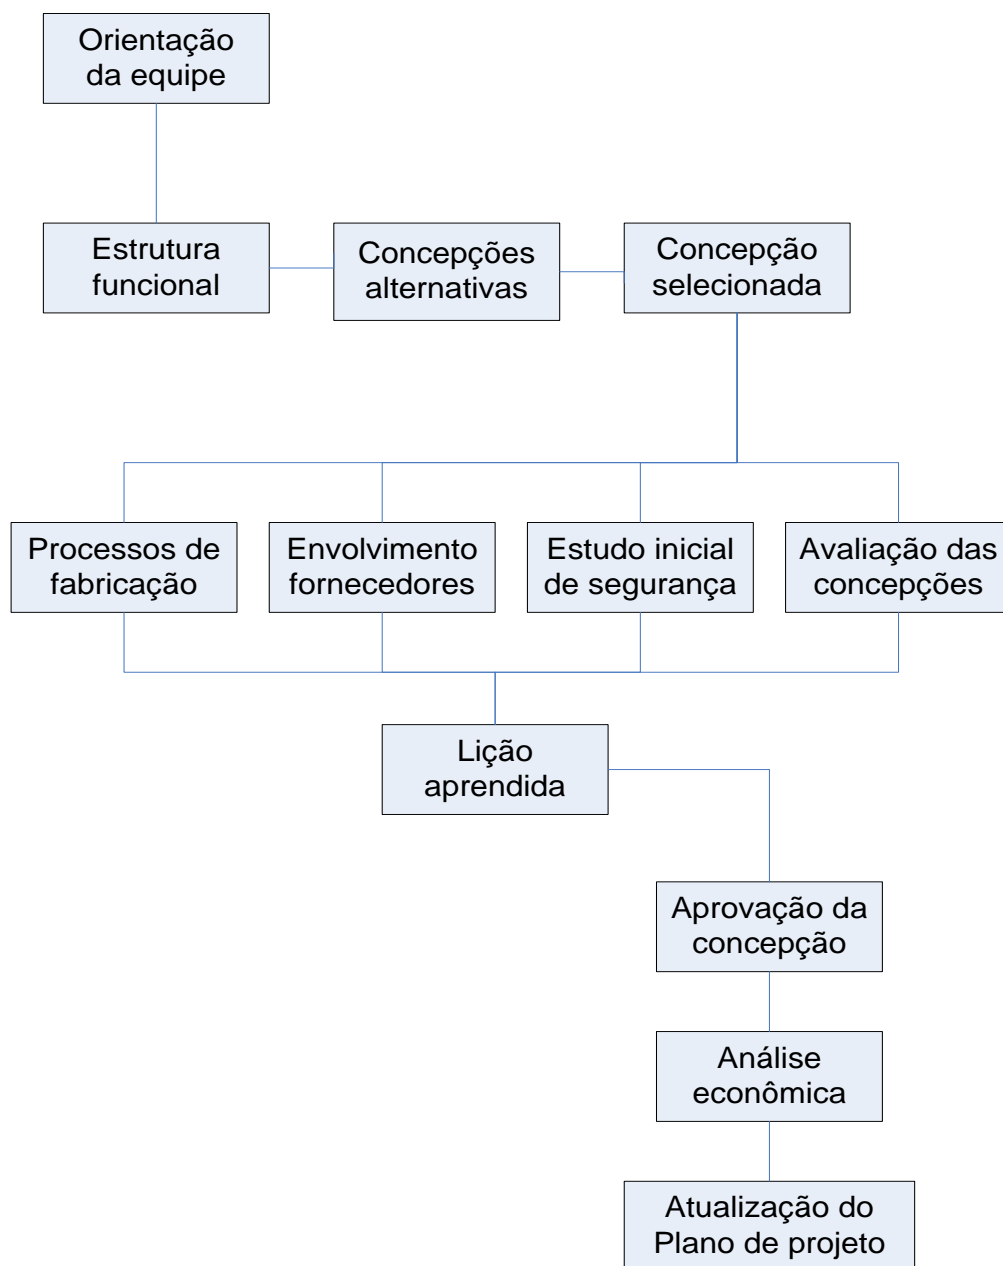 Orientação
da equipe
Estrutura
funcional
Concepções
alternativas
Concepção
selecionada
Processos de
fabricação
Envolvimento
fornecedores
Estudo inicial
de segurança
Avaliação das
concepções
Lição
aprendida
Aprovação da
concepção
Análise
econômica
Atualização do
Plano de projeto